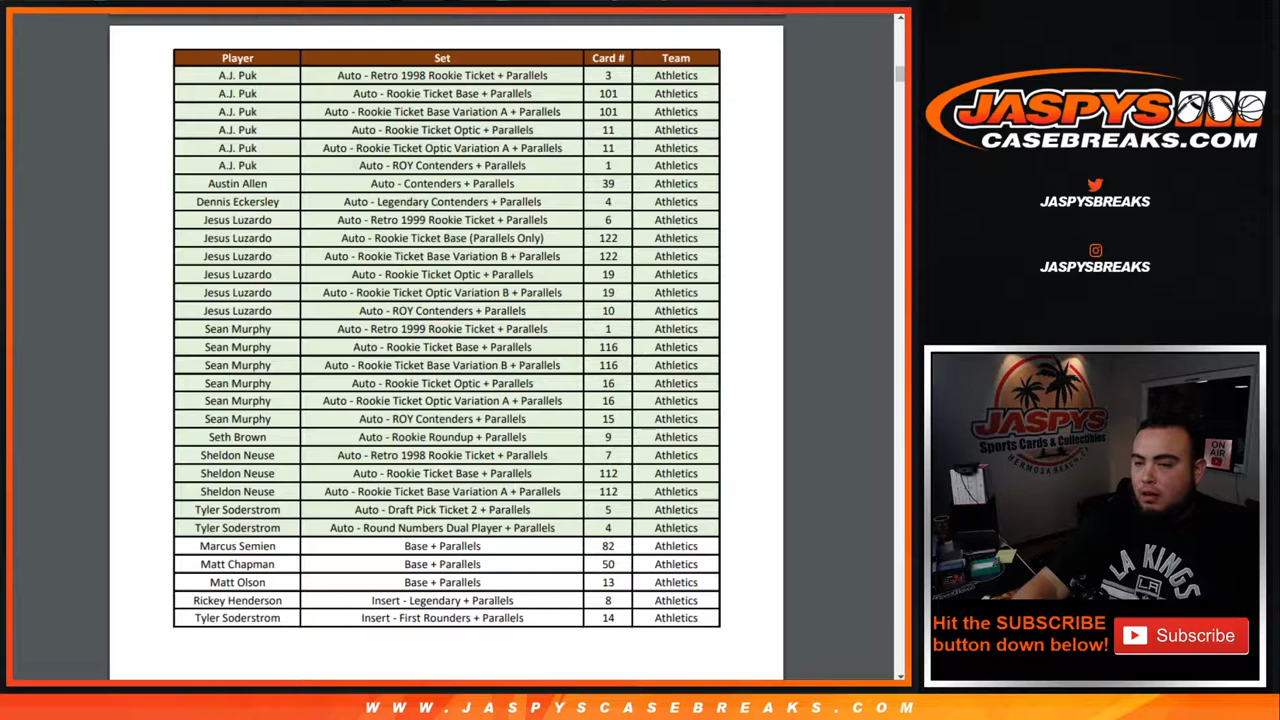 Player Set Card # Team
A.J. Puk Auto - Retro 1998 Rookie Ticket + Parallels 3 Athletics
A.J. Puk Auto - Rookie Ticket Base + Parallels 101 Athletics
A.J. Puk Auto - Rookie Ticket Base Variation A + Parallels 101 Athletics
A.J. Puk Auto - Rookie Ticket Optic + Parallels 11 Athletics
A.J. Puk Auto - Rookie Ticket Optic Variation A + Parallels 11 Athletics
A.J. Puk Auto - ROY Contenders + Parallels 1 Athletics
Austin Allen Auto - Contenders + Parallels 39 Athletics
Dennis Eckersley Auto - Legendary Contenders + Parallels 4 Athletics
Jesus Luzardo Auto - Retro 1999 Rookie Ticket + Parallels 6 Athletics
Jesus Luzardo Auto - Rookie Ticket Base (Parallels Only) 122 Athletics
Jesus Luzardo Auto - Rookie Ticket Base Variation B + Parallels 122 Athletics
Jesus Luzardo Auto - Rookie Ticket Optic + Parallels 19 Athletics
Jesus Luzardo Auto - Rookie Ticket Optic Variation B + Parallels 19 Athletics
Jesus Luzardo Auto - ROY Contenders + Parallels 10 Athletics
Sean Murphy Auto - Retro 1999 Rookie Ticket + Parallels 1 Athletics
Sean Murphy Auto - Rookie Ticket Base + Parallels 116 Athletics
Sean Murphy Auto - Rookie Ticket Base Variation B + Parallels 116 Athletics
Sean Murphy Auto - Rookie Ticket Optic + Parallels 16 Athletics
Sean Murphy Auto - Rookie Ticket Optic Variation A + Parallels 16 Athletics
Sean Murphy Auto - ROY Contenders + Parallels 15 Athletics
Seth Brown Auto - Rookie Roundup + Parallels 9 Athletics
Sheldon Neuse Auto - Retro 1998 Rookie Ticket + Parallels 7 Athletics
Sheldon Neuse Auto - Rookie Ticket Base + Parallels 112 Athletics
Sheldon Neuse Auto - Rookie Ticket Base Variation A + Parallels 112 Athletics
Tyler Soderstrom Auto - Draft Pick Ticket 2 + Parallels 5 Athletics
Tyler Soderstrom Auto - Round Numbers Dual Player + Parallels 4 Athletics
Marcus Semien Base + Parallels 82 Athletics
Matt Chapman Base + Parallels 50 Athletics
Matt Olson Base + Parallels 13 Athletics
Rickey Henderson Insert - Legendary + Parallels 8 Athletics
Tyler Soderstrom Insert - First Rounders + Parallels 14 Athletics
JASPYS
CASEBREAKS.COM
JASPYSBREAKS
JASPYSBREAKS
JASPYS
Sports Cards & Collectibles
HERMOSA BEACH, CA
ON AIR
LA KINGS
LA
Hit the SUBSCRIBE
button down below!
Subscribe
WWW.JASPYSCASEBREAKS.COM